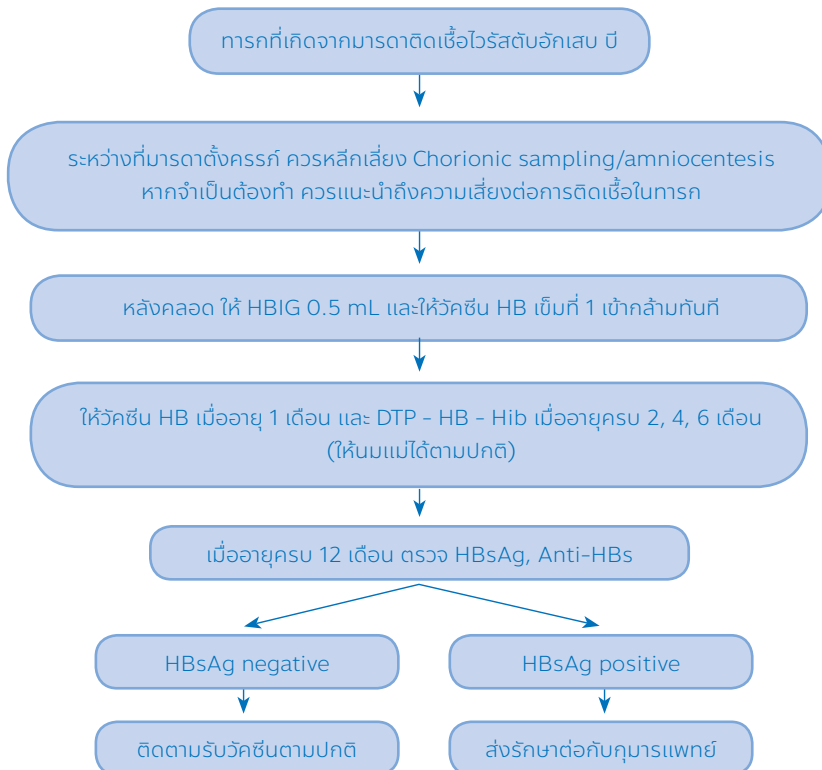 ทารกที่เกิดจากมารดาติดเชื้อไวรัสตับอักเสบ บี
ระหว่างที่มารดาตั้งครรภ์ ควรหลีกเลี่ยง Chorionic sampling/amniocentesis
หากจำเป็นต้องทำ ควรแนะนำถึงความเสี่ยงต่อการติดเชื้อในทารก
หลังคลอด ให้ HBIG 0.5 mL และให้วัคซีน HB เข็มที่ 1 เข้ากล้ามทันที
ให้วัคซีน HB เมื่ออายุ 1 เดือน และ DTP - HB - Hib เมื่ออายุครบ 2, 4, 6 เดือน
(ให้นมแม่ได้ตามปกติ)
เมื่ออายุครบ 12 เดือน ตรวจ HBsAg, Anti-HBs
HBsAg negative
HBsAg positive
ติดตามรับวัคซีนตามปกติ
ส่งรักษาต่อกับกุมารแพทย์